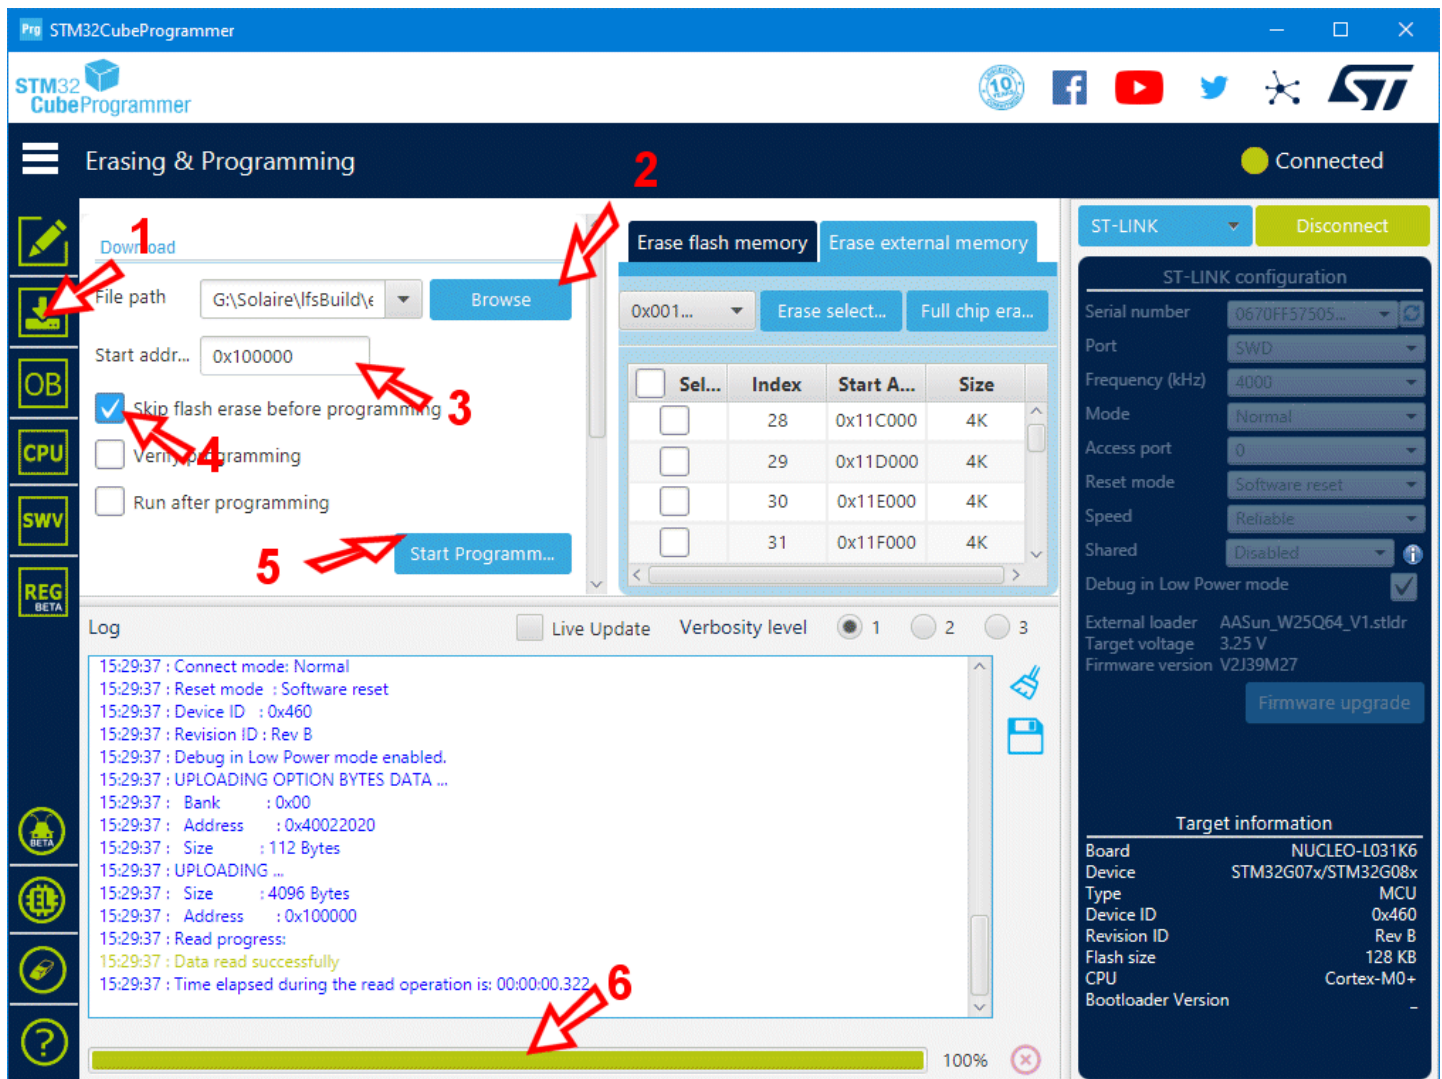 Prg STM32CubeProgrammer
STM32
CubeProgrammer
10
Erasing & Programming
2
Connected
1
Download
File path
G:\Solaire\lfsBuild\e
Browse
Start addr...
0x100000
Skip flash erase before programming
3
4
Verify programming
Run after programming
5
Start Programm...
OB
CPU
SWV
REG
BETA
BETA
EL
?
Erase flash memory
Erase external memory
0x001...
Erase select...
Full chip era...
Sel... Index Start A... Size
28 0x11C000 4K
29 0x11D000 4K
30 0x11E000 4K
31 0x11F000 4K
Log
Live Update Verbosity level 1 2 3
15:29:37 : Connect mode: Normal
15:29:37 : Reset mode : Software reset
15:29:37 : Device ID : 0x460
15:29:37 : Revision ID : Rev B
15:29:37 : Debug in Low Power mode enabled.
15:29:37 : UPLOADING OPTION BYTES DATA ...
15:29:37 : Bank : 0x00
15:29:37 : Address : 0x40022020
15:29:37 : Size : 112 Bytes
15:29:37 : UPLOADING ...
15:29:37 : Size : 4096 Bytes
15:29:37 : Address : 0x100000
15:29:37 : Read progress:
15:29:37 : Data read successfully
15:29:37 : Time elapsed during the read operation is: 00:00:00.322
6
100%
ST-LINK
Disconnect
ST-LINK configuration
Serial number 0670FF57505...
Port SWD
Frequency (kHz) 4000
Mode Normal
Access port 0
Reset mode Software reset
Speed Reliable
Shared Disabled
Debug in Low Power mode
External loader AASun_W25Q64_V1.stldr
Target voltage 3.25 V
Firmware version V2J39M27
Firmware upgrade
Target information
Board NUCLEO-L031K6
Device STM32G07x/STM32G08x
Type MCU
Device ID 0x460
Revision ID Rev B
Flash size 128 KB
CPU Cortex-M0+
Bootloader Version _